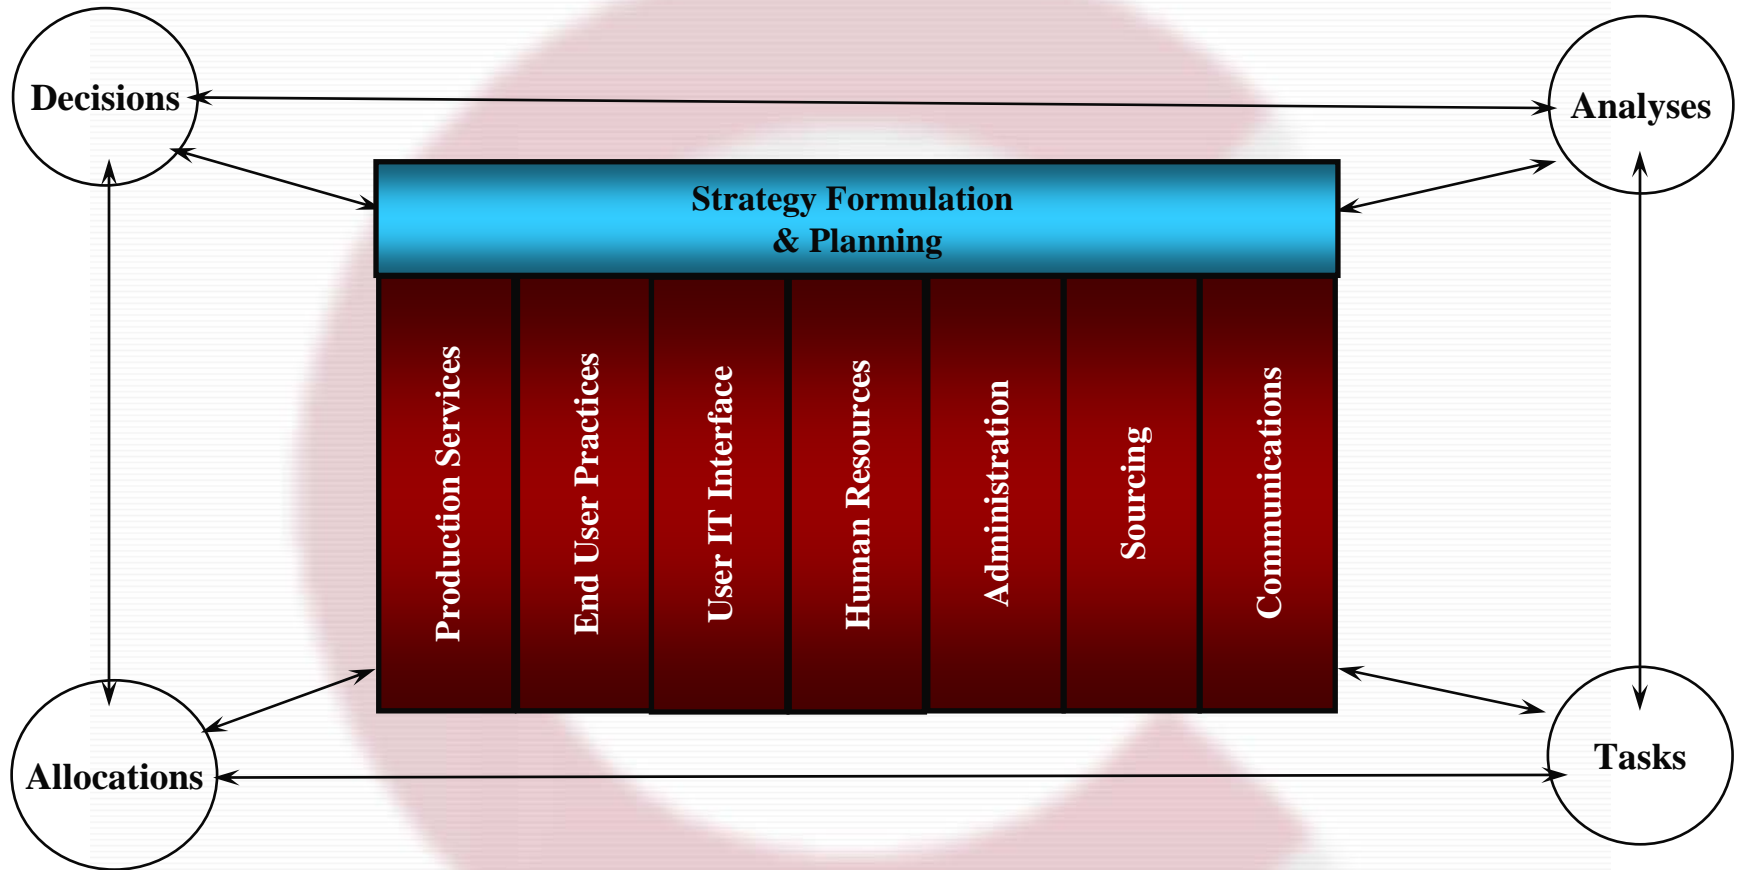 Decisions
Analyses
Strategy Formulation
& Planning
Production Services
End User Practices
User IT Interface
Human Resources
Administration
Sourcing
Communications
Allocations
Tasks